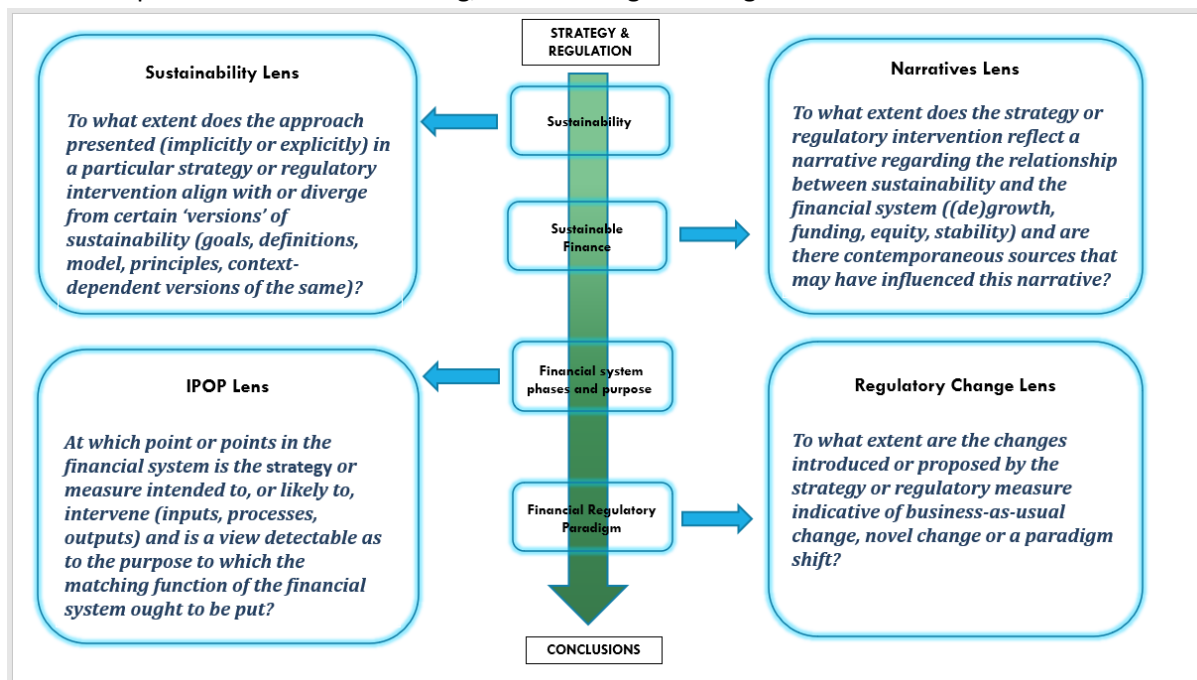 STRATEGY &
REGULATION
Sustainability Lens
To what extent does the approach
presented (implicitly or explicitly) in
a particular strategy or regulatory
intervention align with or diverge
from certain ‘versions’ of
sustainability (goals, definitions,
model, principles, context-
dependent versions of the same)?
Sustainability
Sustainable
Finance
Narratives Lens
To what extent does the strategy or
regulatory intervention reflect a
narrative regarding the relationship
between sustainability and the
financial system ((de)growth,
funding, equity, stability) and are
there contemporaneous sources that
may have influenced this narrative?
IPOP Lens
At which point or points in the
financial system is the strategy or
measure intended to, or likely to,
intervene (inputs, processes,
outputs) and is a view detectable as
to the purpose to which the
matching function of the financial
system ought to be put?
Financial system
phases and purpose
Financial Regulatory
Paradigm
Regulatory Change Lens
To what extent are the changes
introduced or proposed by the
strategy or regulatory measure
indicative of business-as-usual
change, novel change or a paradigm
shift?
CONCLUSIONS